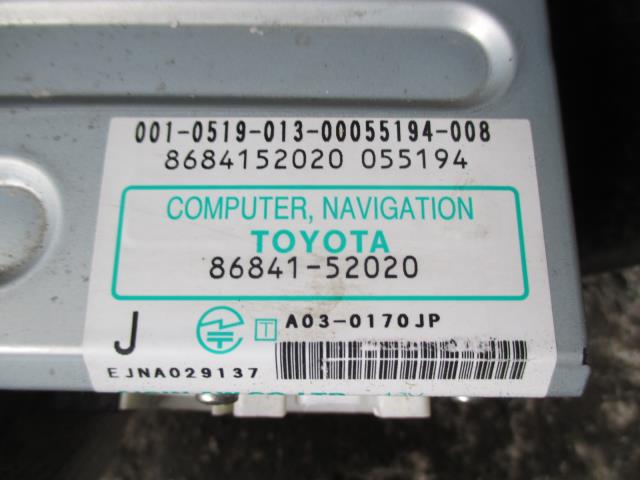 001-0519-013-00055194-008
8684152020 055194
COMPUTER, NAVIGATION
TOYOTA
86841-52020
J T A03-0170JP
EJNA029137